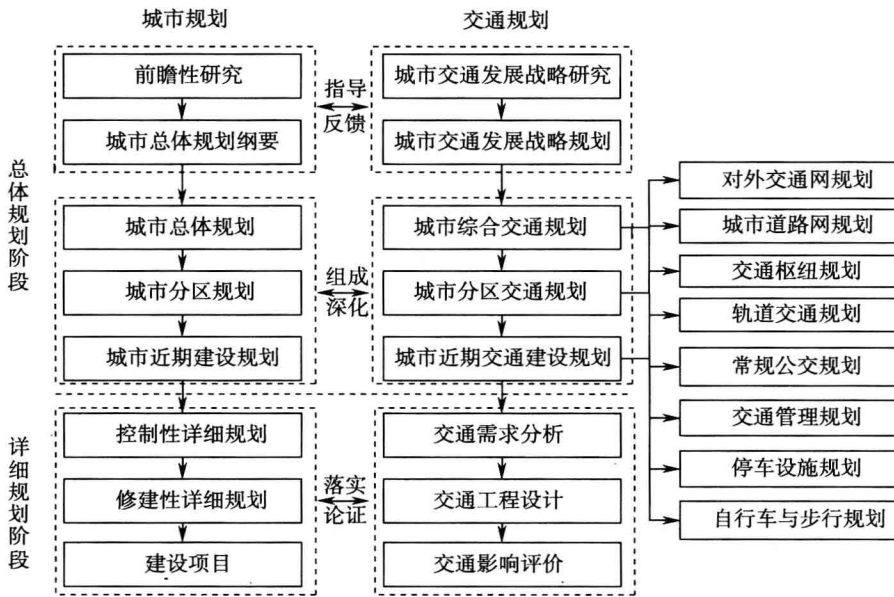 城市规划
交通规划
前瞻性研究
城市总体规划纲要
指导
反馈
城市交通发展战略研究
城市交通发展战略规划
总体规划阶段
城市总体规划
城市分区规划
城市近期建设规划
组成
深化
城市综合交通规划
城市分区交通规划
城市近期交通建设规划
对外交通网规划
城市道路网规划
交通枢纽规划
轨道交通规划
常规公交规划
交通管理规划
停车设施规划
自行车与步行规划
详细规划阶段
控制性详细规划
修建性详细规划
建设项目
落实
论证
交通需求分析
交通工程设计
交通影响评价